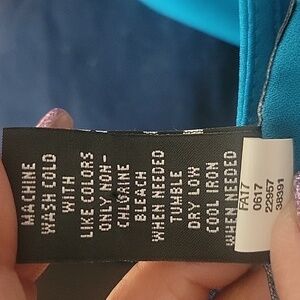 MACHINE
WASH COLD
WITH
LIKE COLORS
ONLY NON-
CHLORINE
BLEACH
WHEN NEEDED
TUMBLE
DRY LOW
COOL IRON
WHEN NEEDED
FA17
0617
22957
38391